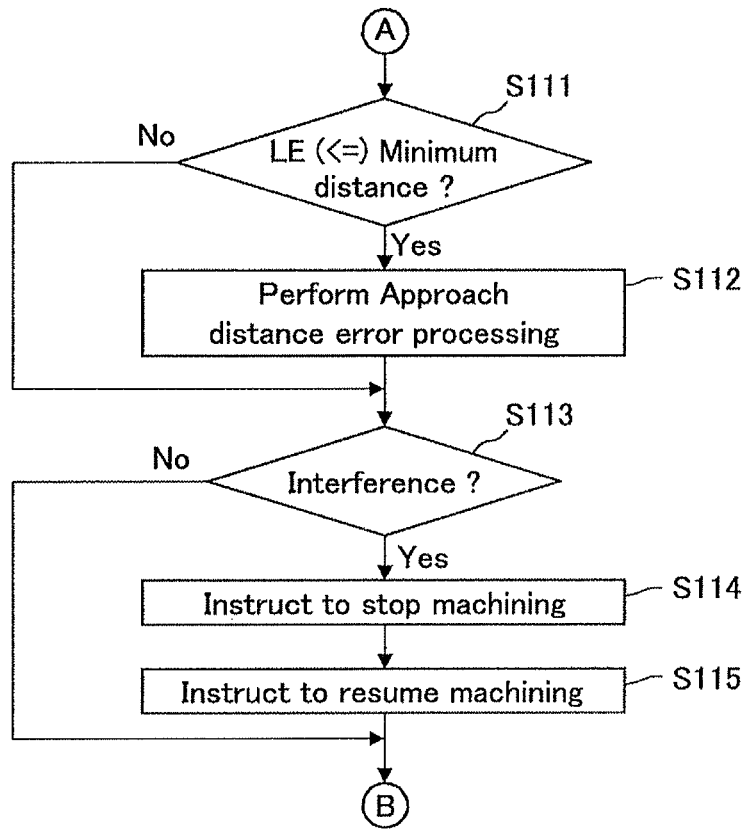 A
S111
No
LE (<=) Minimum
distance ?
Yes
S112
Perform Approach
distance error processing
S113
No
Interference ?
Yes
S114
Instruct to stop machining
S115
Instruct to resume machining
B